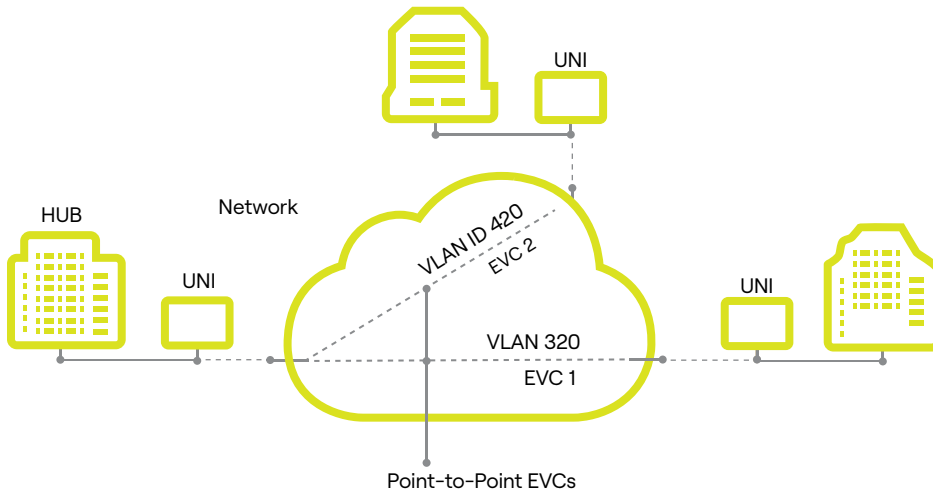 UNI
Network
HUB
UNI
VLAN ID 420
EVC 2
UNI
VLAN 320
EVC 1
Point-to-Point EVCs